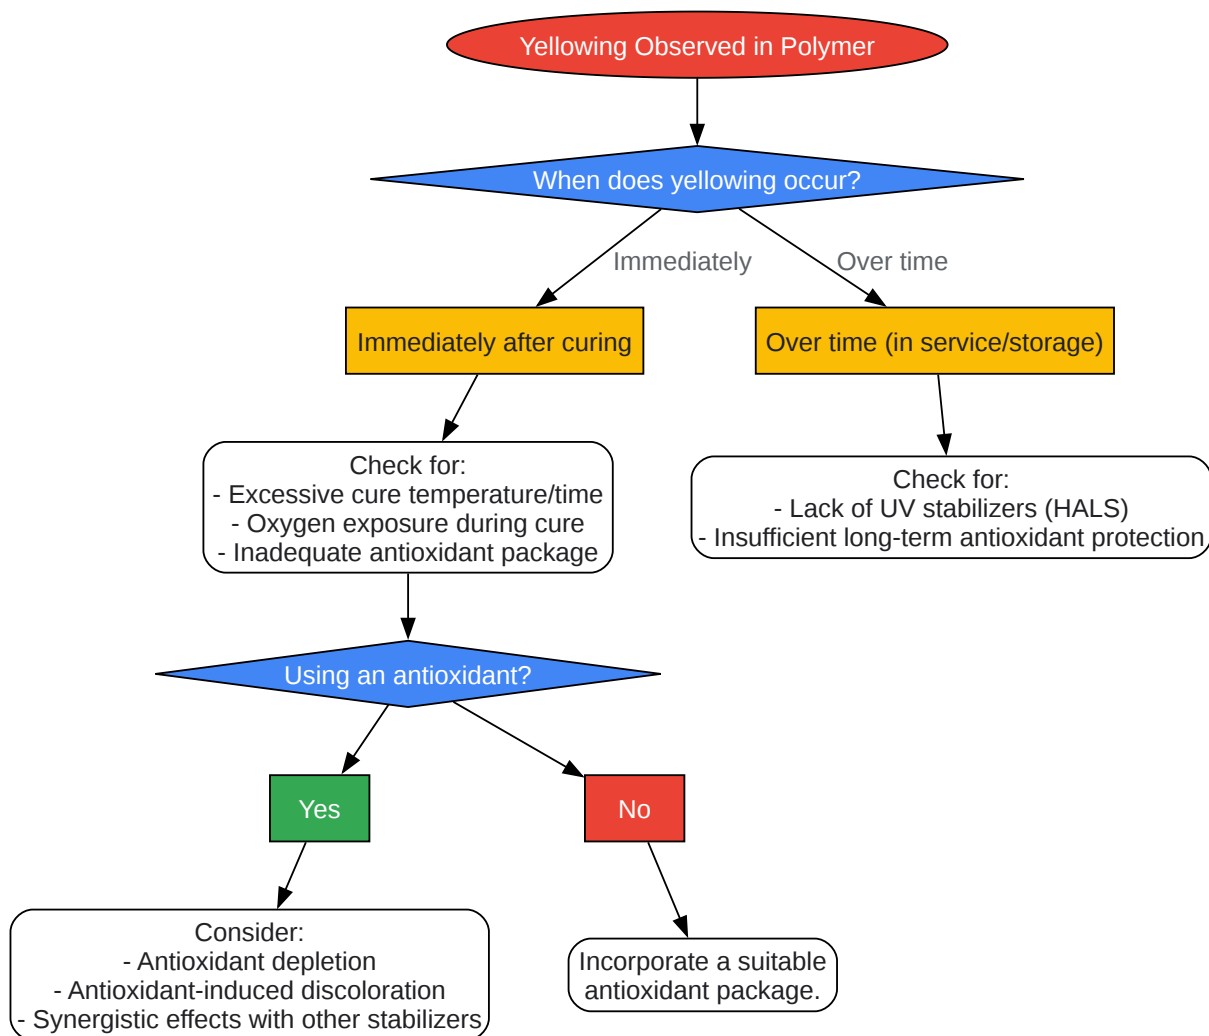 Yellowing Observed in Polymer
When does yellowing occur?
Immediately
Over time
Immediately after curing
Over time (in service/storage)
Check for:
- Excessive cure temperature/time
- Oxygen exposure during cure
- Inadequate antioxidant package
Check for:
- Lack of UV stabilizers (HALS)
- Insufficient long-term antioxidant protection
Using an antioxidant?
Yes
No
Consider:
- Antioxidant depletion
- Antioxidant-induced discoloration
- Synergistic effects with other stabilizers
Incorporate a suitable
antioxidant package.